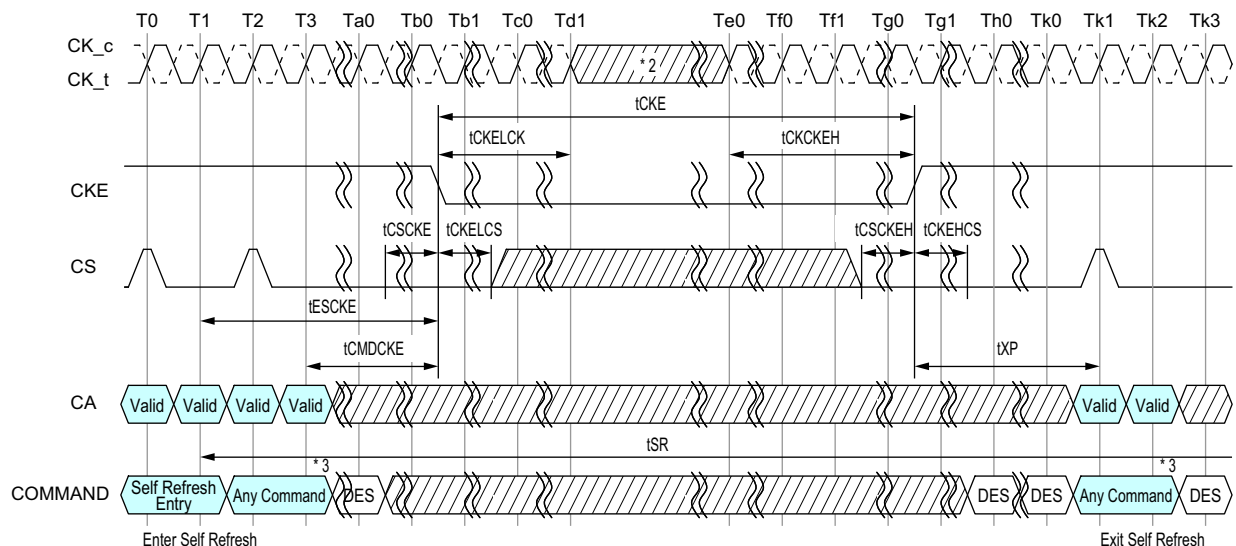 T0 T1 T2 T3 Ta0 Tb0 Tb1 Tc0 Td1 Te0 Tf0 Tf1 Tg0 Tg1 Th0 Tk0 Tk1 Tk2 Tk3
CK_c
CK_t
* 2
tCKE
tCKELCK tCKCKEH
CKE
tCSCKE tCKELCS tCSCKEH tCKEHCS
CS
tESCKE
tCMDCKE tXP
CA Valid Valid Valid Valid Valid Valid
tSR
* 3 * 3
COMMAND Self Refresh Entry Any Command DES DES DES Any Command DES
Enter Self Refresh Exit Self Refresh